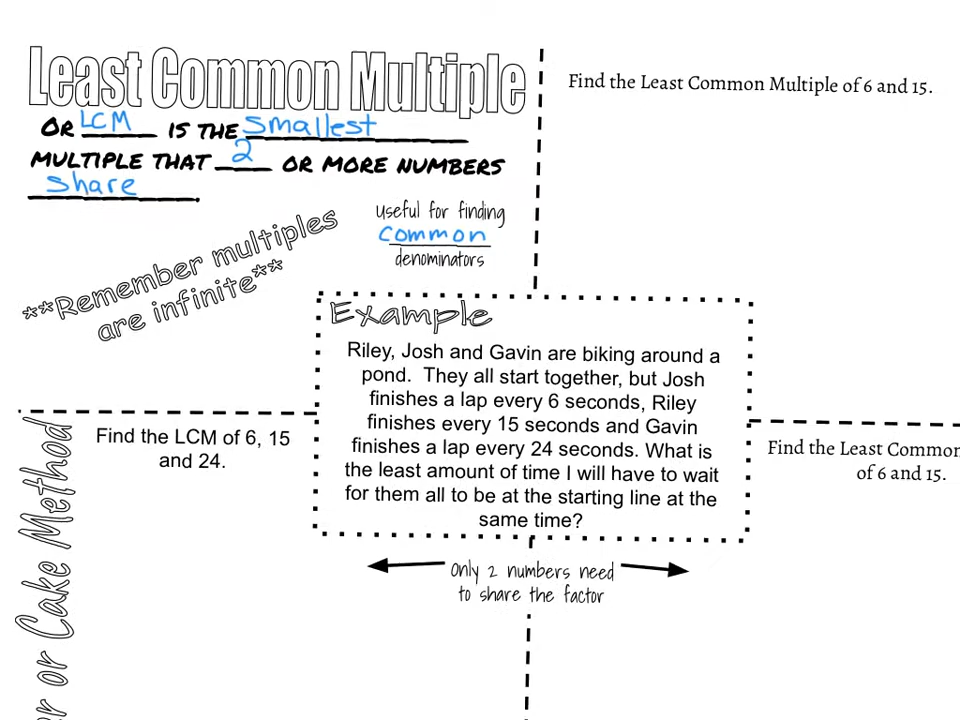 Least Common Multiple
Or LCM is the smallest
multiple that 2 or more numbers
share
Useful for finding
common
denominators
**Remember multiples
are infinite**
Find the Least Common Multiple of 6 and 15.
Example
Riley, Josh and Gavin are biking around a
pond. They all start together, but Josh
finishes a lap every 6 seconds, Riley
finishes every 15 seconds and Gavin
finishes a lap every 24 seconds. What is
the least amount of time I will have to wait
for them all to be at the starting line at the
same time?
Find the LCM of 6, 15
and 24.
Find the Least Common
of 6 and 15.
Only 2 numbers need
to share the factor
er or Cake Method